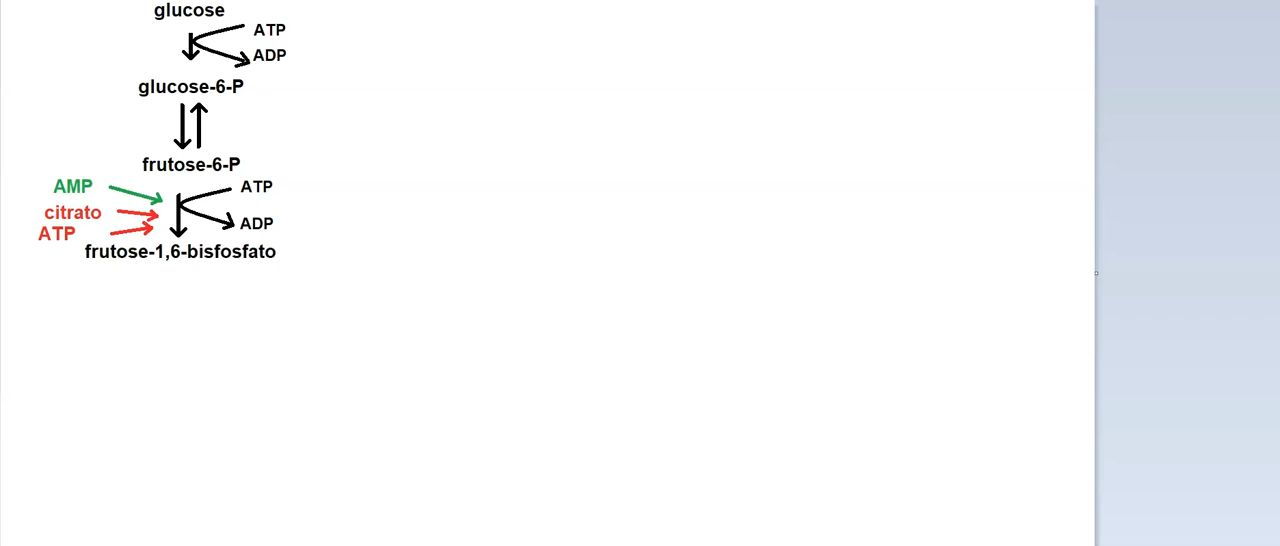 glucose
ATP
ADP
glucose-6-P
frutose-6-P
AMP
ATP
citrato
ADP
ATP
frutose-1,6-bisfosfato